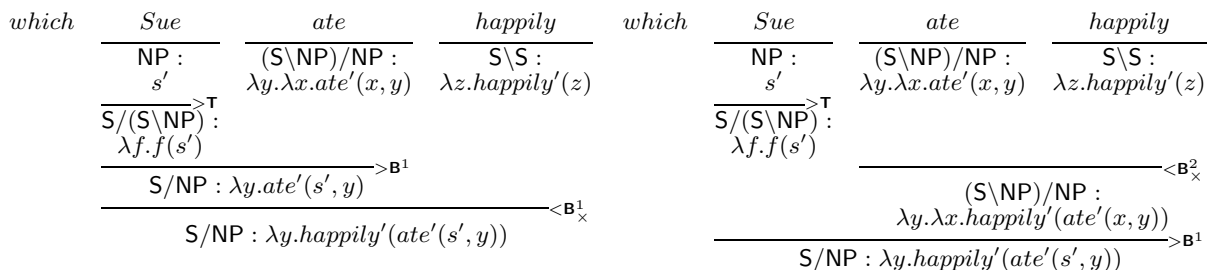 which Sue ate happily which Sue ate happily
NP : (S\NP)/NP : S\S : NP : (S\NP)/NP : S\S :
s′ λy.λx.ate′(x, y) λz.happily′(z) s′ λy.λx.ate′(x, y) λz.happily′(z)
>T >T
S/(S\NP) : S/(S\NP) :
λf.f(s′) λf.f(s′)
>B¹ <B²×
S/NP : λy.ate′(s′, y) (S\NP)/NP :
<B¹× λy.λx.happily′(ate′(x, y))
S/NP : λy.happily′(ate′(s′, y)) >B¹
S/NP : λy.happily′(ate′(s′, y))